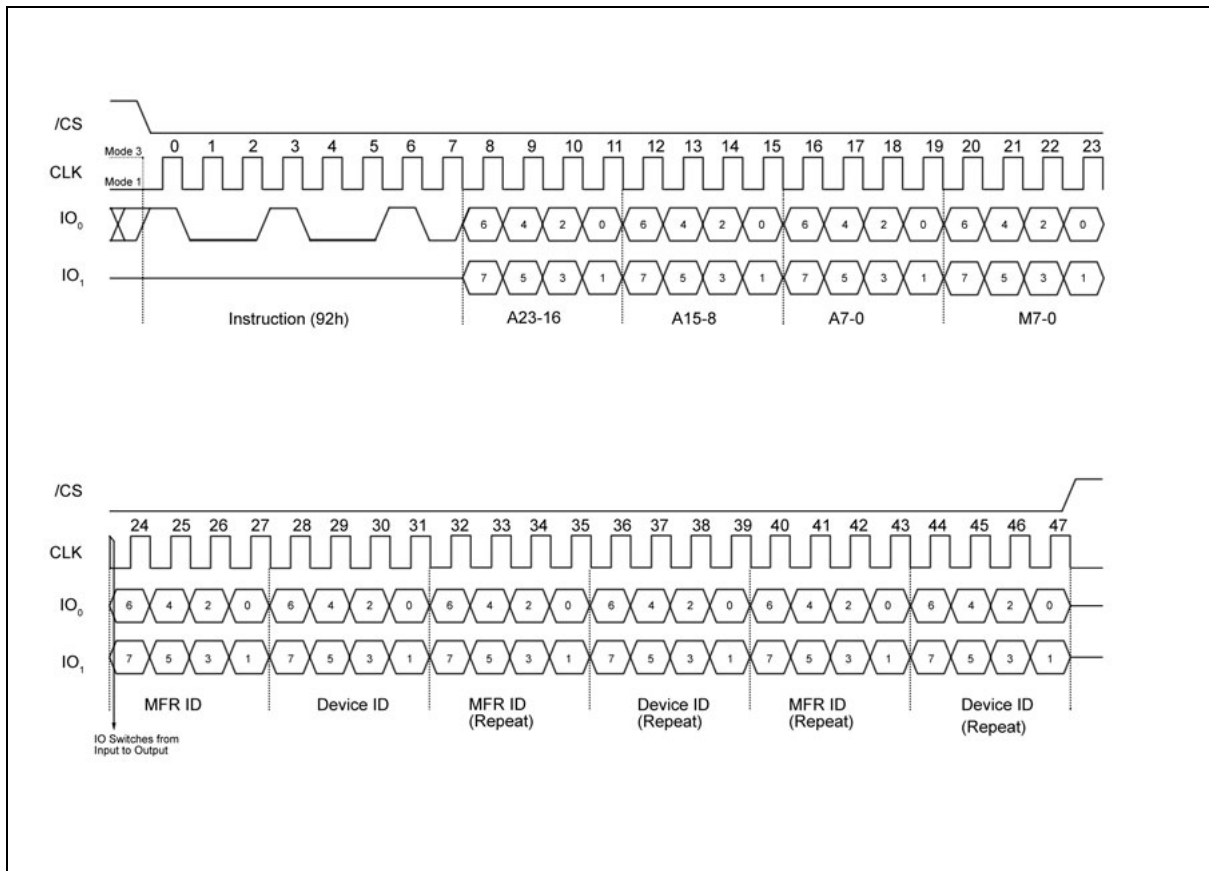 /CS
Mode 3
0 1 2 3 4 5 6 7 8 9 10 11 12 13 14 15 16 17 18 19 20 21 22 23
CLK
Mode 1
IO0 6 4 2 0 6 4 2 0 6 4 2 0 6 4 2 0
IO1 7 5 3 1 7 5 3 1 7 5 3 1 7 5 3 1
Instruction (92h) A23-16 A15-8 A7-0 M7-0
/CS
24 25 26 27 28 29 30 31 32 33 34 35 36 37 38 39 40 41 42 43 44 45 46 47
CLK
IO0 6 4 2 0 6 4 2 0 6 4 2 0 6 4 2 0 6 4 2 0 6 4 2 0
IO1 7 5 3 1 7 5 3 1 7 5 3 1 7 5 3 1 7 5 3 1 7 5 3 1
MFR ID Device ID MFR ID Device ID MFR ID Device ID
(Repeat) (Repeat) (Repeat) (Repeat)
IO Switches from
Input to Output